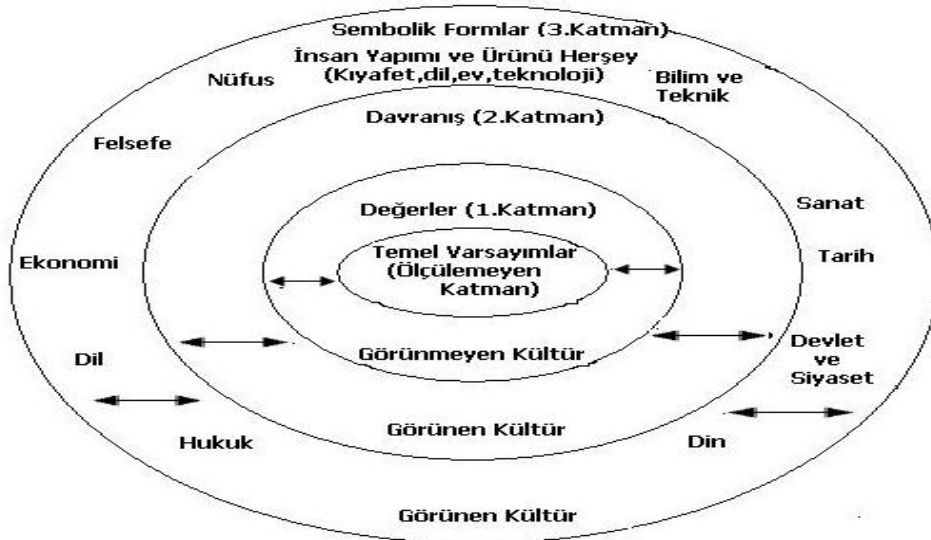 Sembolik Formlar (3.Katman)
İnsan Yapımı ve Ürünü Herşey
(Kıyafet,dil,ev,teknoloji)
Nüfus
Bilim ve
Teknik
Davranış (2.Katman)
Felsefe
Değerler (1.Katman)
Sanat
Temel Varsayımlar
(Ölçülemeyen
Katman)
Ekonomi
Tarih
Görünmeyen Kültür
Dil
Devlet
ve
Siyaset
Hukuk
Görünen Kültür
Din
Görünen Kültür